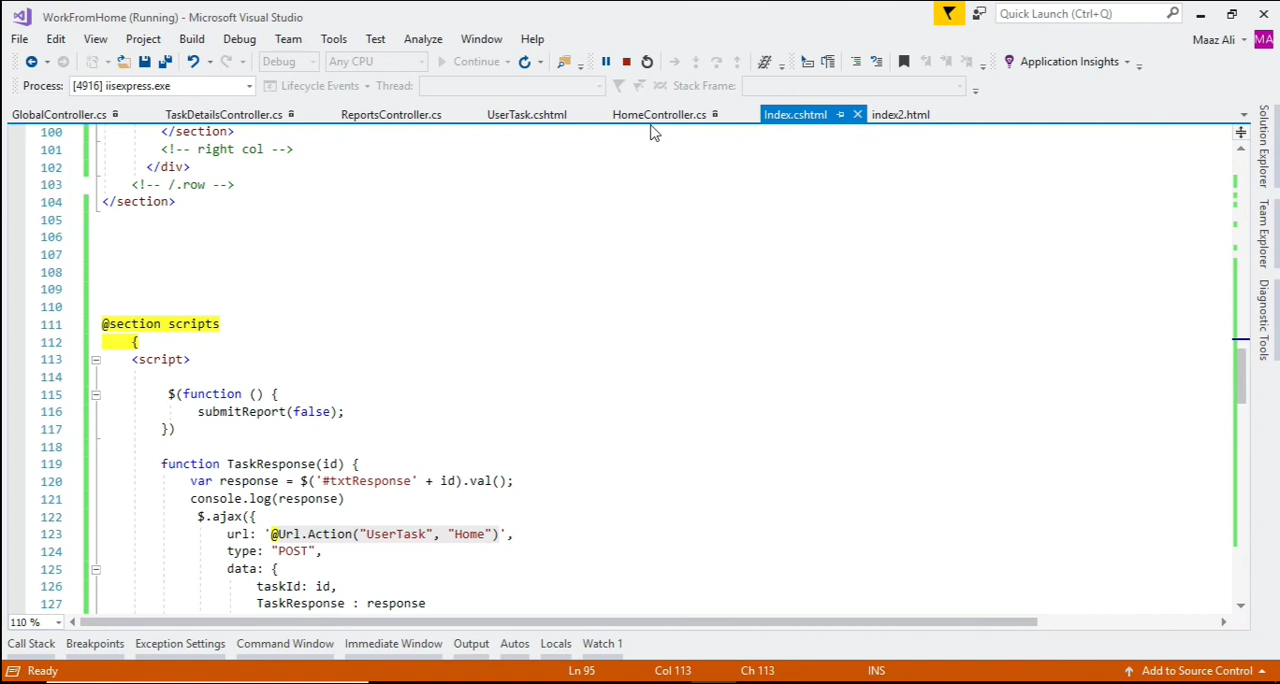 WorkFromHome (Running) - Microsoft Visual Studio
Quick Launch (Ctrl+Q)
File Edit View Project Build Debug Team Tools Test Analyze Window Help
Maaz Ali MA
Debug Any CPU Continue Application Insights
Process: [4916] iisexpress.exe Lifecycle Events Thread: Stack Frame:
GlobalController.cs TaskDetailsController.cs ReportsController.cs UserTask.cshtml HomeController.cs Index.cshtml index2.html
100 </section>
101 <!-- right col -->
102 </div>
103 <!-- /.row -->
104 </section>
105
106
107
108
109
110
111 @section scripts
112 {
113 <script>
114
115 $(function () {
116 submitReport(false);
117 })
118
119 function TaskResponse(id) {
120 var response = $('#txtResponse' + id).val();
121 console.log(response)
122 $.ajax({
123 url: '@Url.Action("UserTask", "Home")',
124 type: "POST",
125 data: {
126 taskId: id,
127 TaskResponse : response
Solution Explorer
Team Explorer
Diagnostic Tools
110 %
Call Stack Breakpoints Exception Settings Command Window Immediate Window Output Autos Locals Watch 1
Ready Ln 95 Col 113 Ch 113 INS Add to Source Control